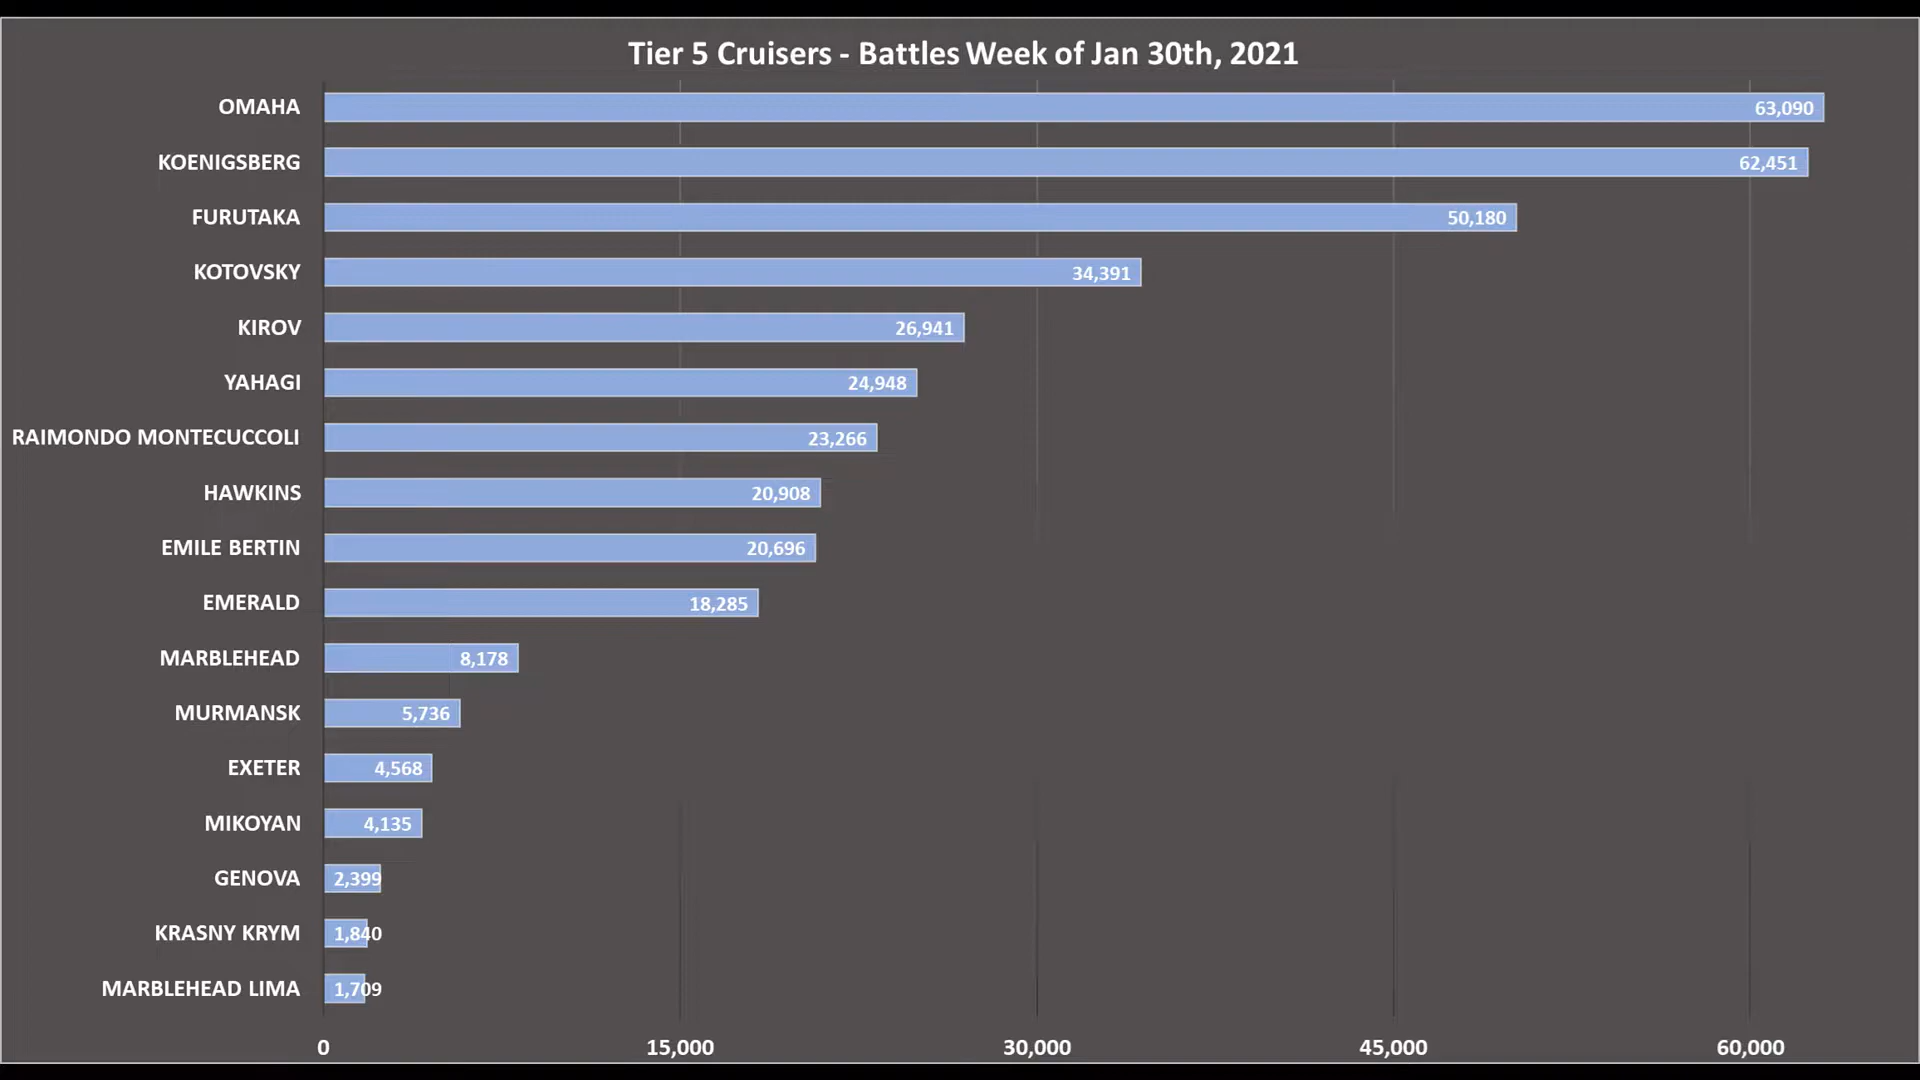 Tier 5 Cruisers - Battles Week of Jan 30th, 2021
OMAHA 63,090
KOENIGSBERG 62,451
FURUTAKA 50,180
KOTOVSKY 34,391
KIROV 26,941
YAHAGI 24,948
RAIMONDO MONTECUCCOLI 23,266
HAWKINS 20,908
EMILE BERTIN 20,696
EMERALD 18,285
MARBLEHEAD 8,178
MURMANSK 5,736
EXETER 4,568
MIKOYAN 4,135
GENOVA 2,399
KRASNY KRYM 1,840
MARBLEHEAD LIMA 1,709
0 15,000 30,000 45,000 60,000